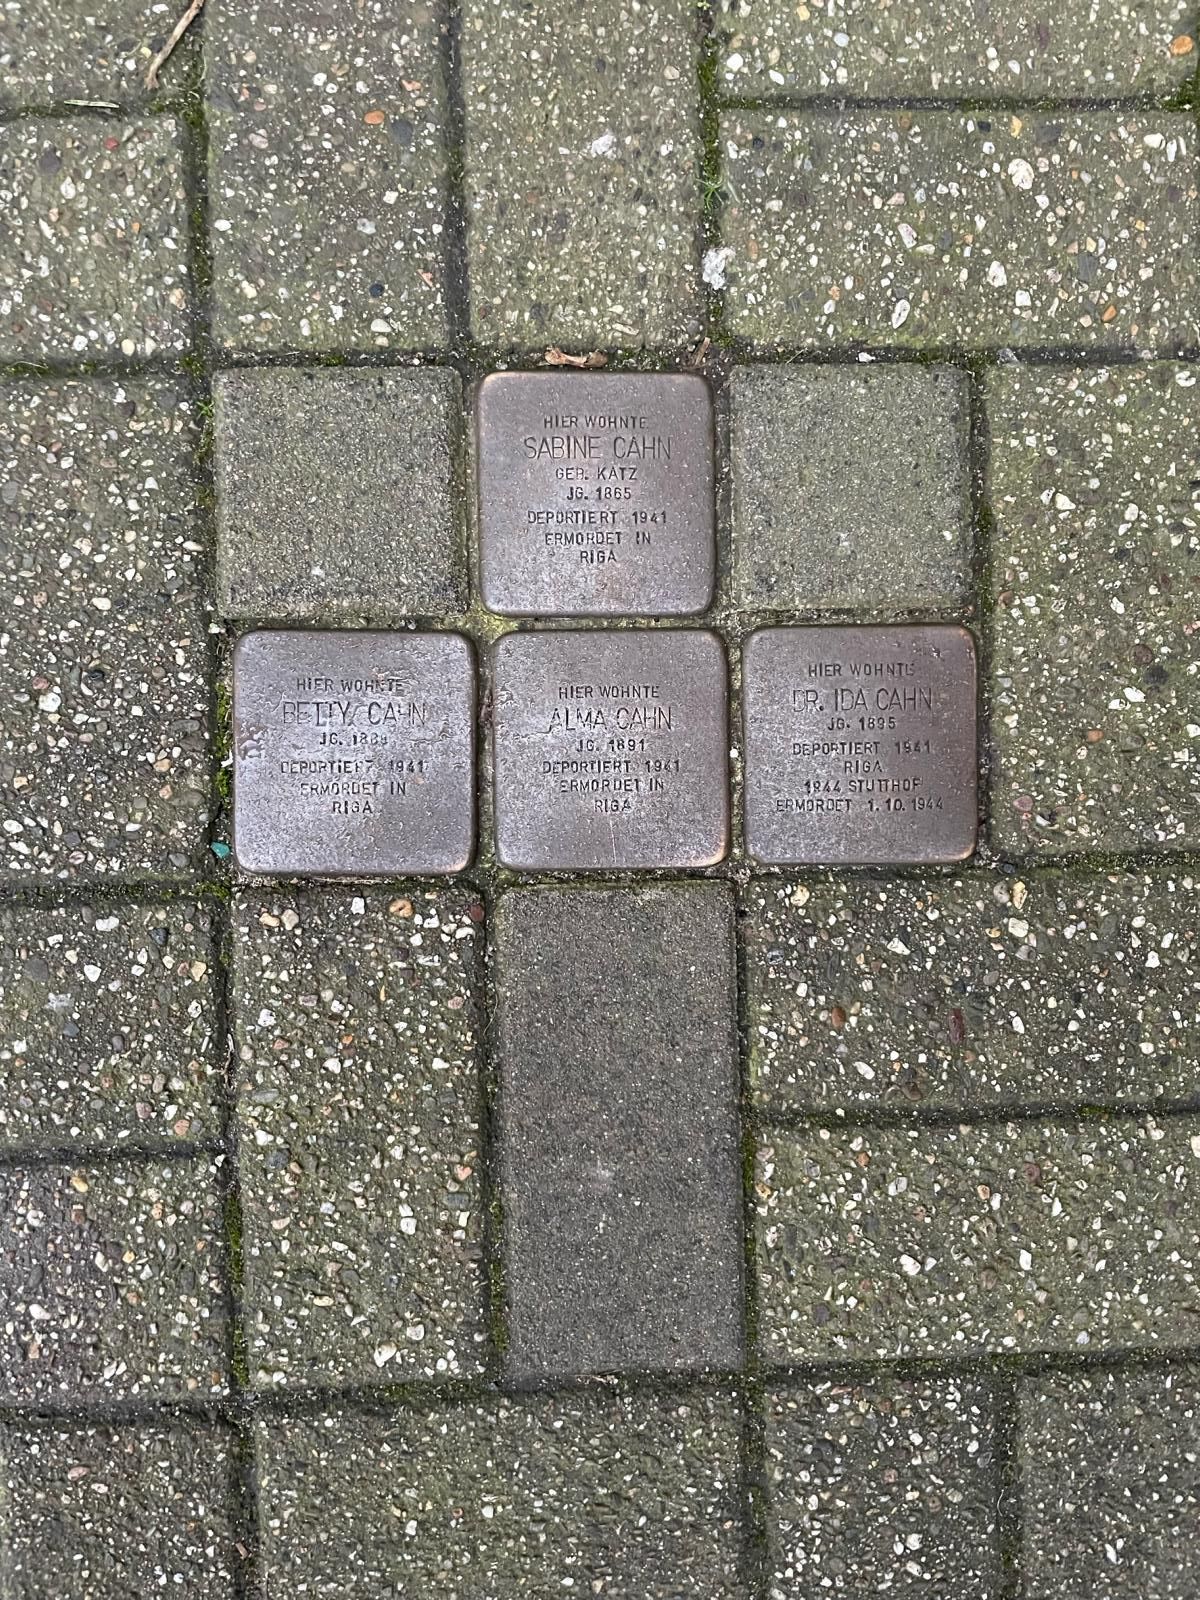 HIER WOHNTE
SABINE CAHN
GEB. KATZ
JG. 1865
DEPORTIERT 1941
ERMORDET IN
RIGA
HIER WOHNTE
BETTY CAHN
JG.
DEPORTIERT 1941
ERMORDET IN
RIGA
HIER WOHNTE
ALMA CAHN
JG. 1891
DEPORTIERT 1941
ERMORDET IN
RIGA
HIER WOHNTE
DR. IDA CAHN
JG. 1895
DEPORTIERT 1941
RIGA
1944 STUTTHOF
ERMORDET 1.10.1944